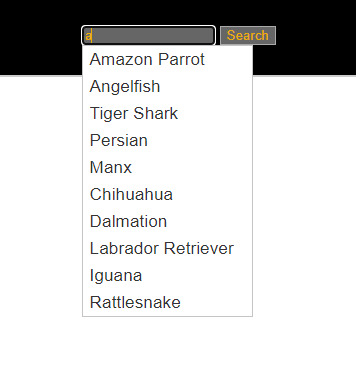 a Search
Amazon Parrot
Angelfish
Tiger Shark
Persian
Manx
Chihuahua
Dalmation
Labrador Retriever
Iguana
Rattlesnake